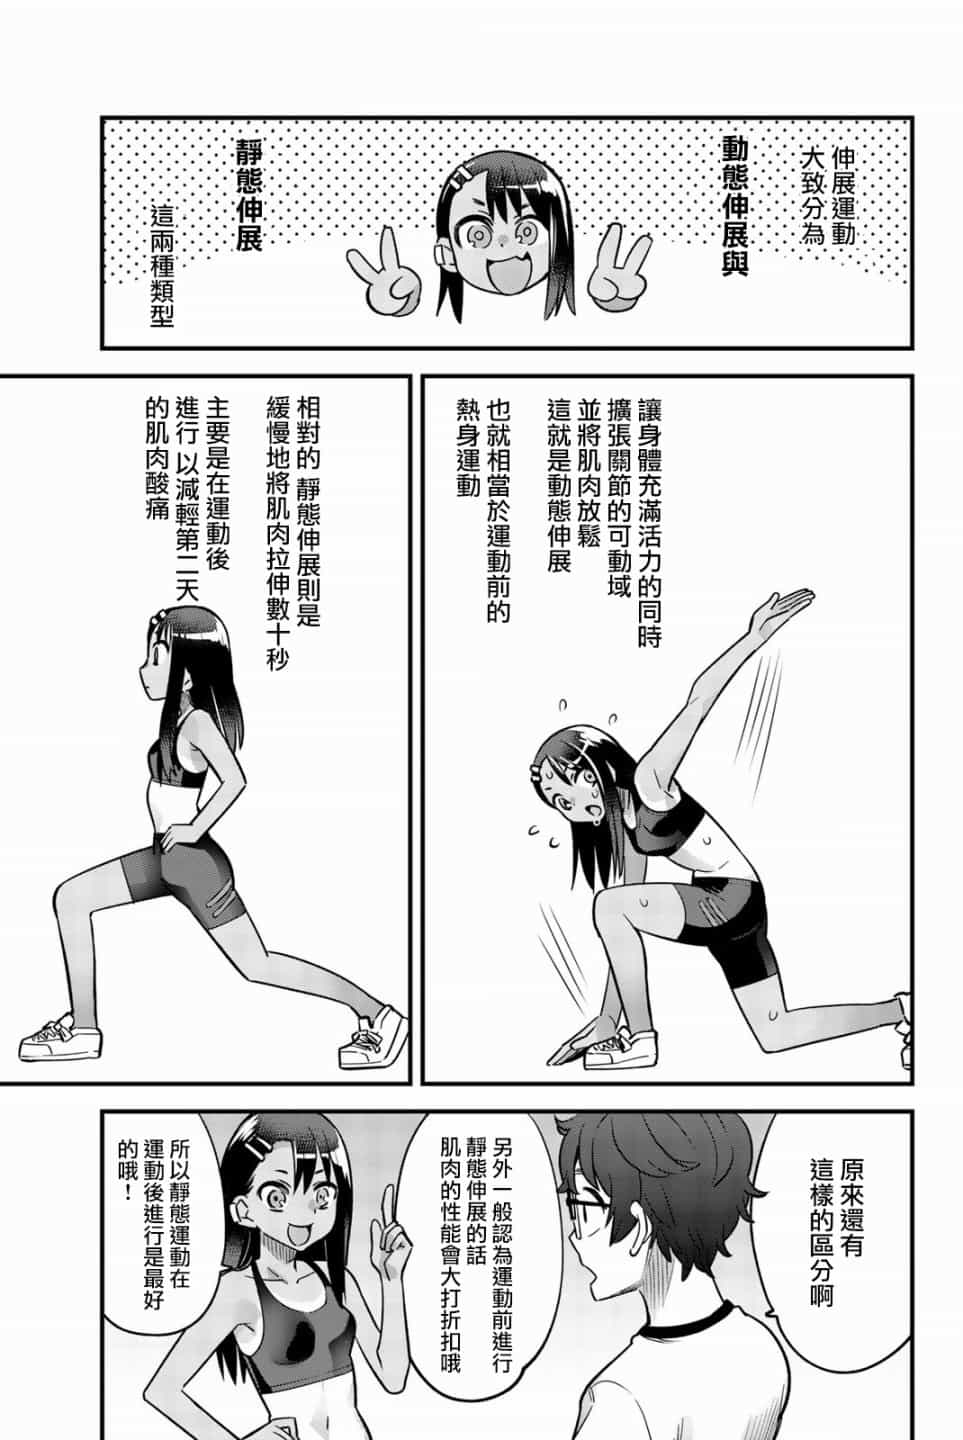 伸展運動
大致分為
動態伸展與
靜態伸展
這兩種類型
讓身體充滿活力的同時
擴張關節的可動域
並將肌肉放鬆
這就是動態伸展
也就相當於運動前的
熱身運動
相對的 靜態伸展則是
緩慢地將肌肉拉伸數十秒
主要是在運動後
進行 以減輕第二天
的肌肉酸痛
原來還有
這樣的區分啊
另外一般認為運動前進行
靜態伸展的話
肌肉的性能會大打折扣哦
所以靜態運動在
運動後進行是最好
的哦！